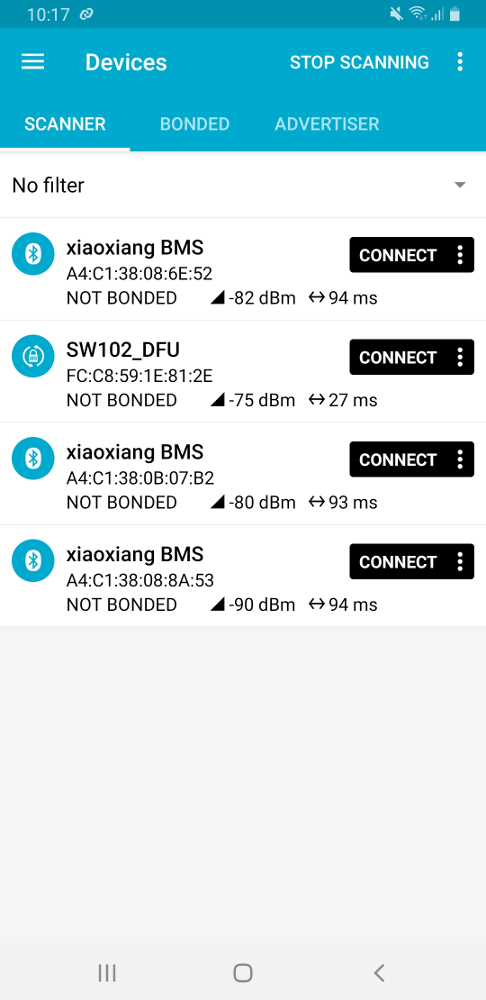 10:17
Devices STOP SCANNING
SCANNER BONDED ADVERTISER
No filter
xiaoxiang BMS
A4:C1:38:08:6E:52
NOT BONDED -82 dBm 94 ms
CONNECT
SW102_DFU
FC:C8:59:1E:81:2E
NOT BONDED -75 dBm 27 ms
CONNECT
xiaoxiang BMS
A4:C1:38:0B:07:B2
NOT BONDED -80 dBm 93 ms
CONNECT
xiaoxiang BMS
A4:C1:38:08:8A:53
NOT BONDED -90 dBm 94 ms
CONNECT